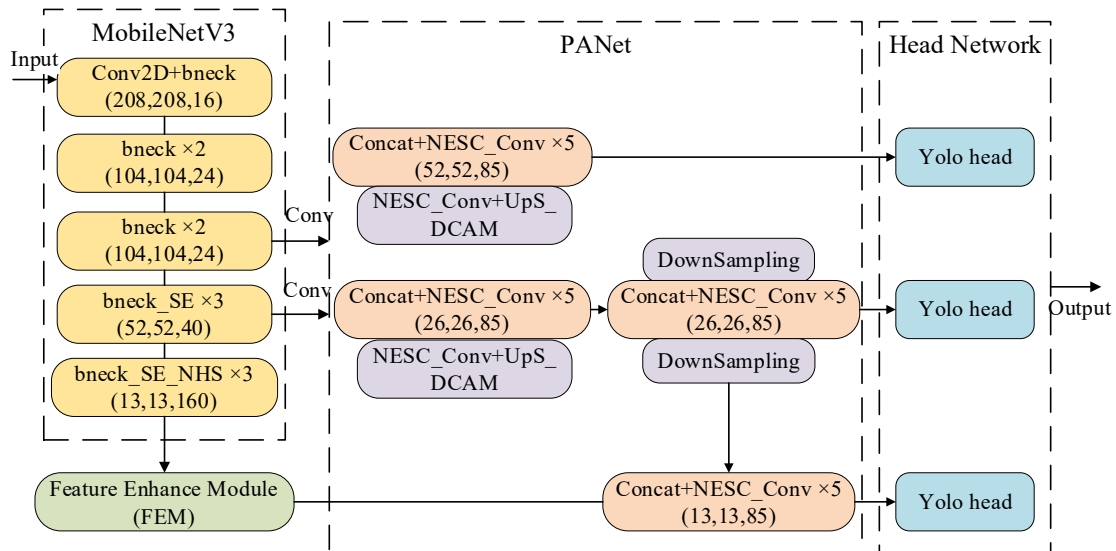 MobileNetV3
Input
Conv2D+bneck
(208,208,16)
bneck ×2
(104,104,24)
bneck ×2
(104,104,24)
bneck_SE ×3
(52,52,40)
bneck_SE_NHS ×3
(13,13,160)
Feature Enhance Module
(FEM)
Conv
Conv
PANet
Concat+NESC_Conv ×5
(52,52,85)
NESC_Conv+UpS_
DCAM
Concat+NESC_Conv ×5
(26,26,85)
NESC_Conv+UpS_
DCAM
DownSampling
Concat+NESC_Conv ×5
(26,26,85)
DownSampling
Concat+NESC_Conv ×5
(13,13,85)
Head Network
Yolo head
Yolo head
Yolo head
Output